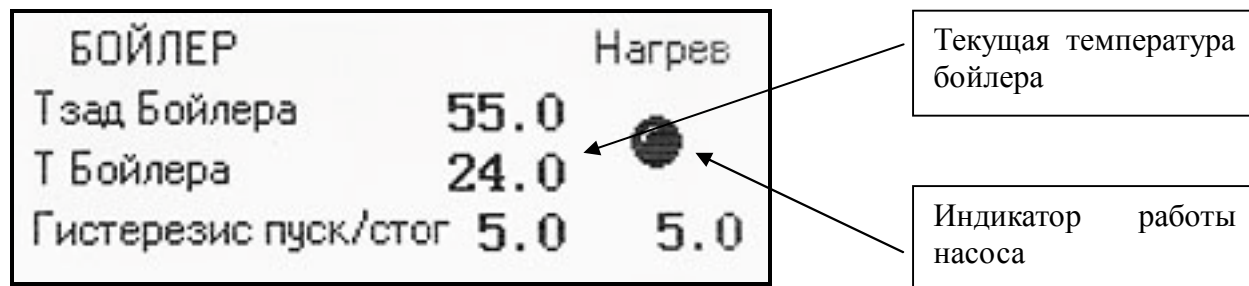 БОЙЛЕР Нагрев
Тзад Бойлера 55.0
Т Бойлера 24.0
Гистерезис пуск/стог 5.0 5.0
Текущая температура
бойлера
Индикатор работы
насоса